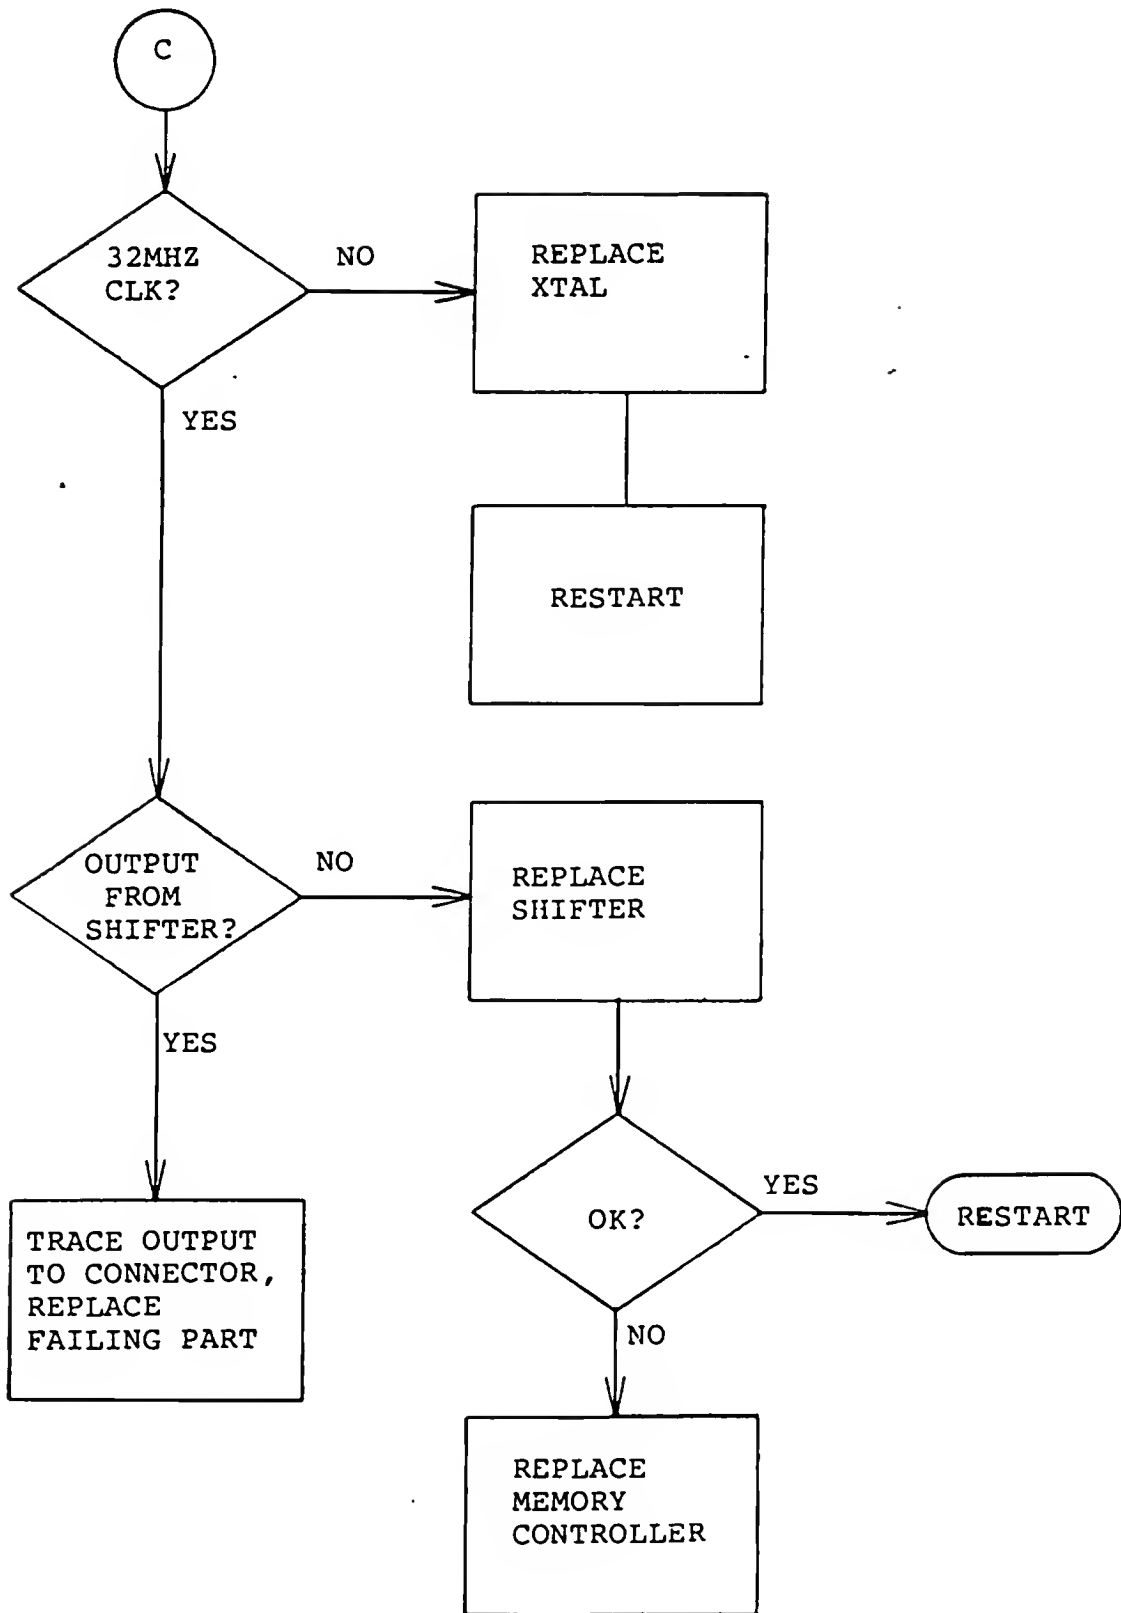 C
32MHZ
CLK?
NO
REPLACE
XTAL
YES
RESTART
OUTPUT
FROM
SHIFTER?
NO
REPLACE
SHIFTER
YES
TRACE OUTPUT
TO CONNECTOR,
REPLACE
FAILING PART
OK?
YES
RESTART
NO
REPLACE
MEMORY
CONTROLLER